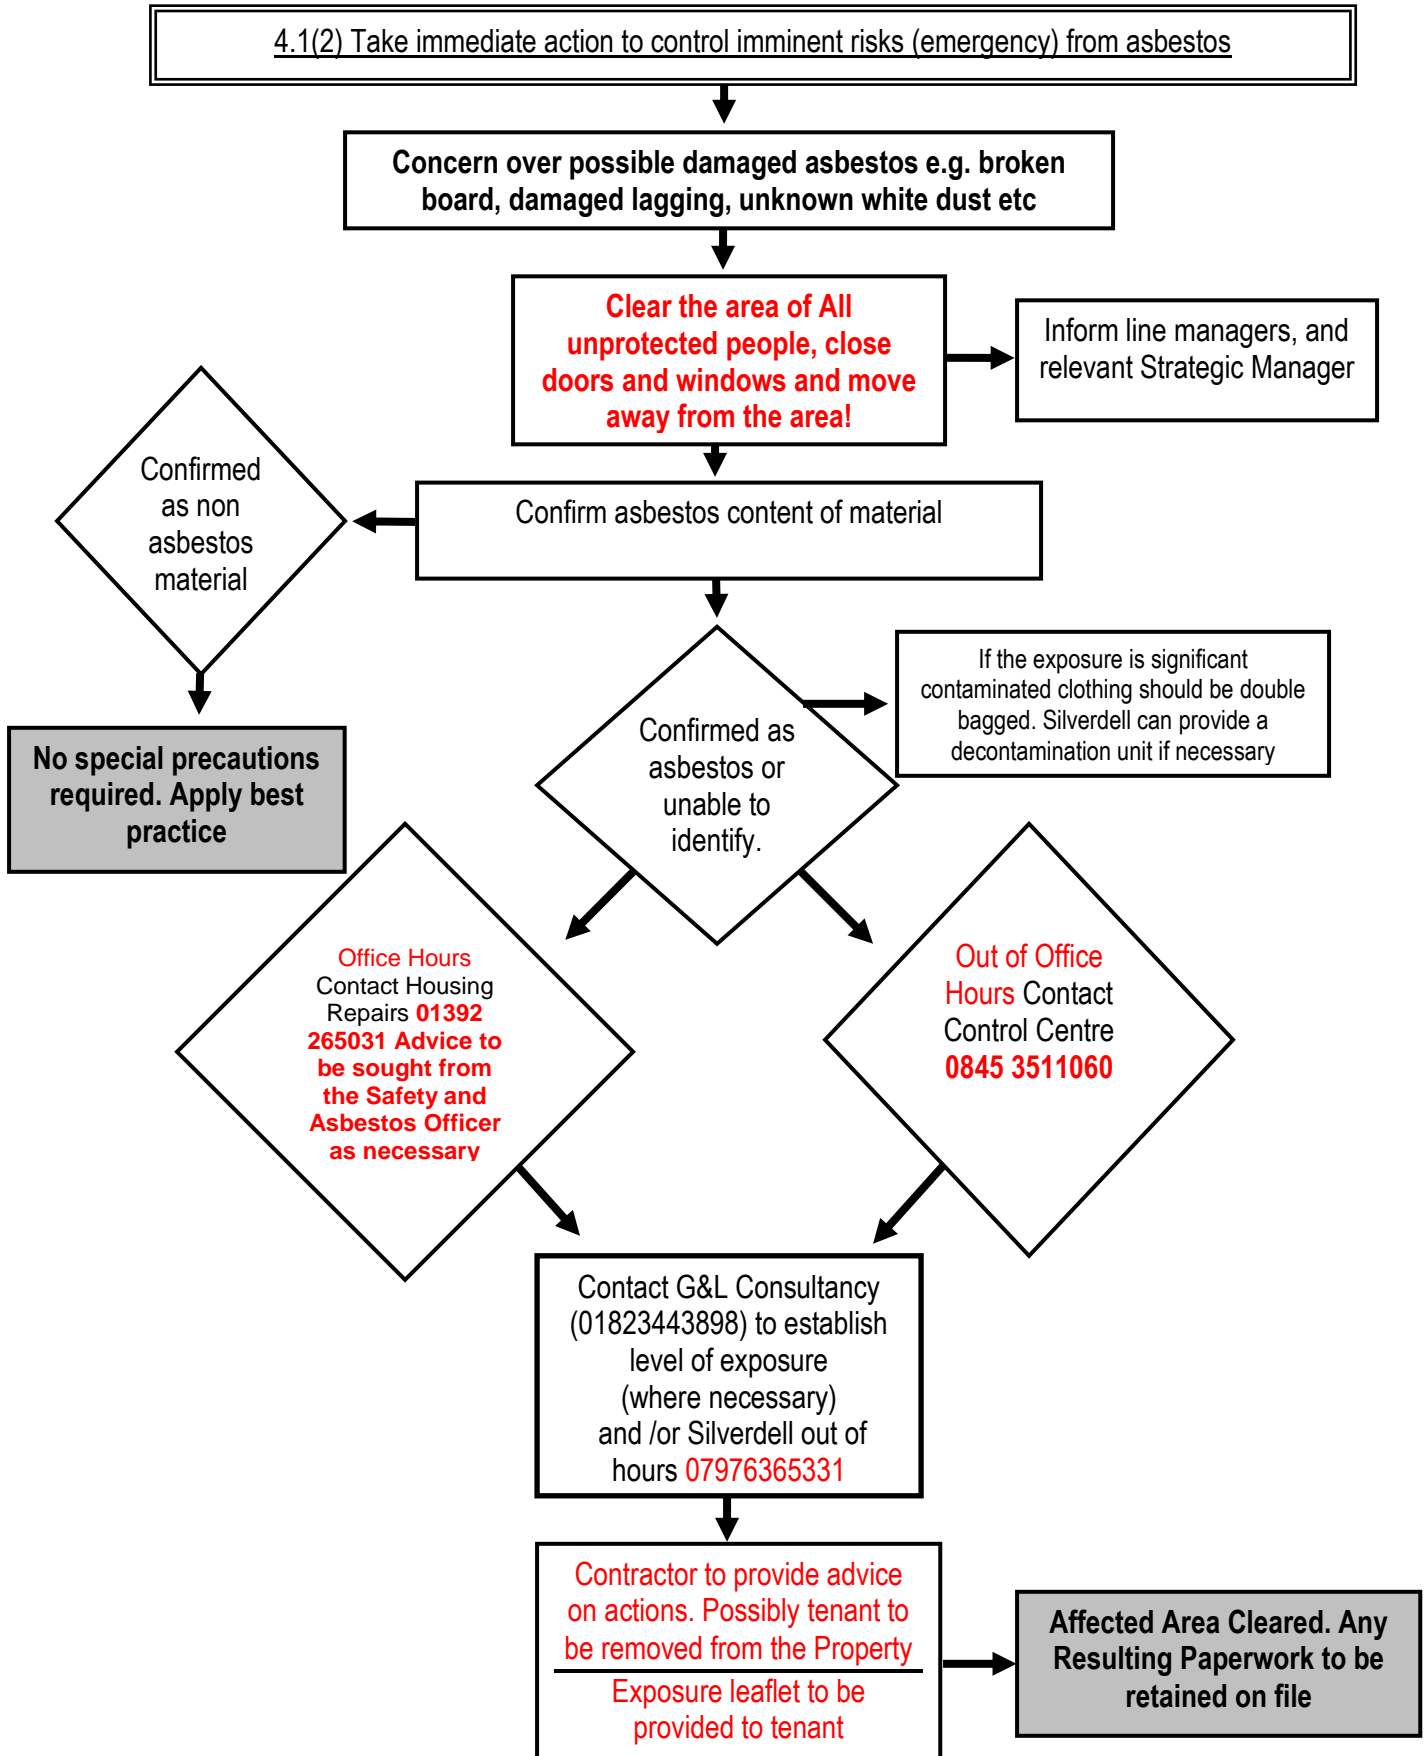 4.1(2) Take immediate action to control imminent risks (emergency) from asbestos
Concern over possible damaged asbestos e.g. broken
board, damaged lagging, unknown white dust etc
Clear the area of All
unprotected people, close
doors and windows and move
away from the area!
Inform line managers, and
relevant Strategic Manager
Confirm asbestos content of material
Confirmed
as non
asbestos
material
No special precautions
required. Apply best
practice
Confirmed as
asbestos or
unable to
identify.
If the exposure is significant
contaminated clothing should be double
bagged. Silverdell can provide a
decontamination unit if necessary
Office Hours
Contact Housing
Repairs 01392
265031 Advice to
be sought from
the Safety and
Asbestos Officer
as necessary
Out of Office
Hours Contact
Control Centre
0845 3511060
Contact G&L Consultancy
(01823443898) to establish
level of exposure
(where necessary)
and /or Silverdell out of
hours 07976365331
Contractor to provide advice
on actions. Possibly tenant to
be removed from the Property
Exposure leaflet to be
provided to tenant
Affected Area Cleared. Any
Resulting Paperwork to be
retained on file